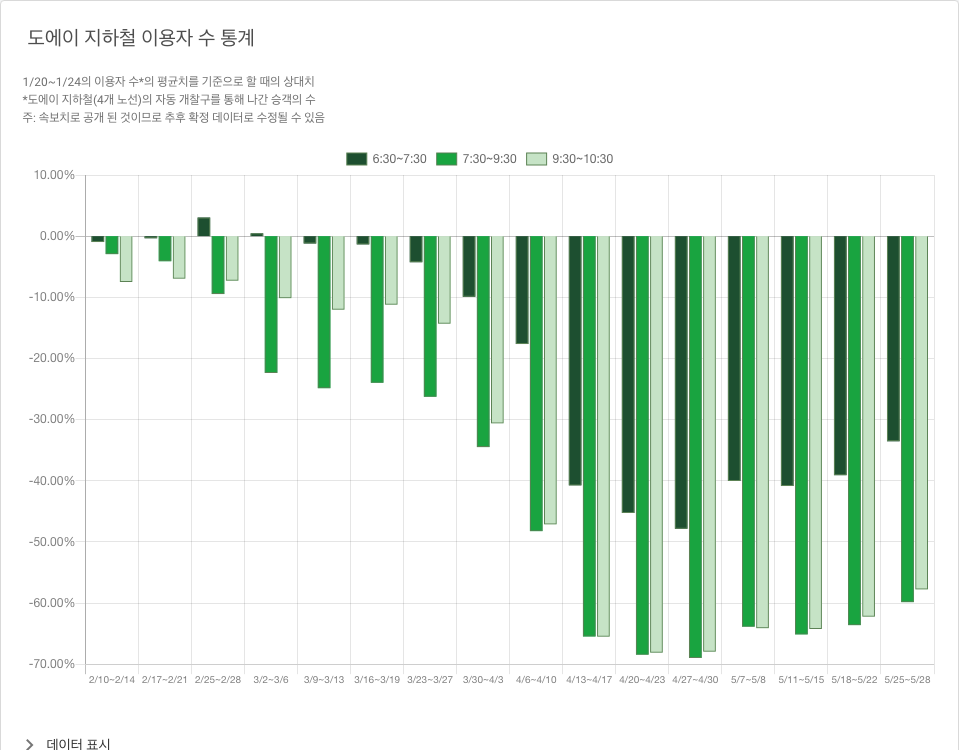 도에이 지하철 이용자 수 통계
1/20~1/24의 이용자 수*의 평균치를 기준으로 할 때의 상대치
*도에이 지하철(4개 노선)의 자동 개찰구를 통해 나간 승객의 수
주: 속보치로 공개 된 것이므로 추후 확정 데이터로 수정될 수 있음
6:30~7:30 7:30~9:30 9:30~10:30
10.00%
0.00%
-10.00%
-20.00%
-30.00%
-40.00%
-50.00%
-60.00%
-70.00%
2/10~2/14 2/17~2/21 2/25~2/28 3/2~3/6 3/9~3/13 3/16~3/19 3/23~3/27 3/30~4/3 4/6~4/10 4/13~4/17 4/20~4/23 4/27~4/30 5/7~5/8 5/11~5/15 5/18~5/22 5/25~5/28
데이터 표시